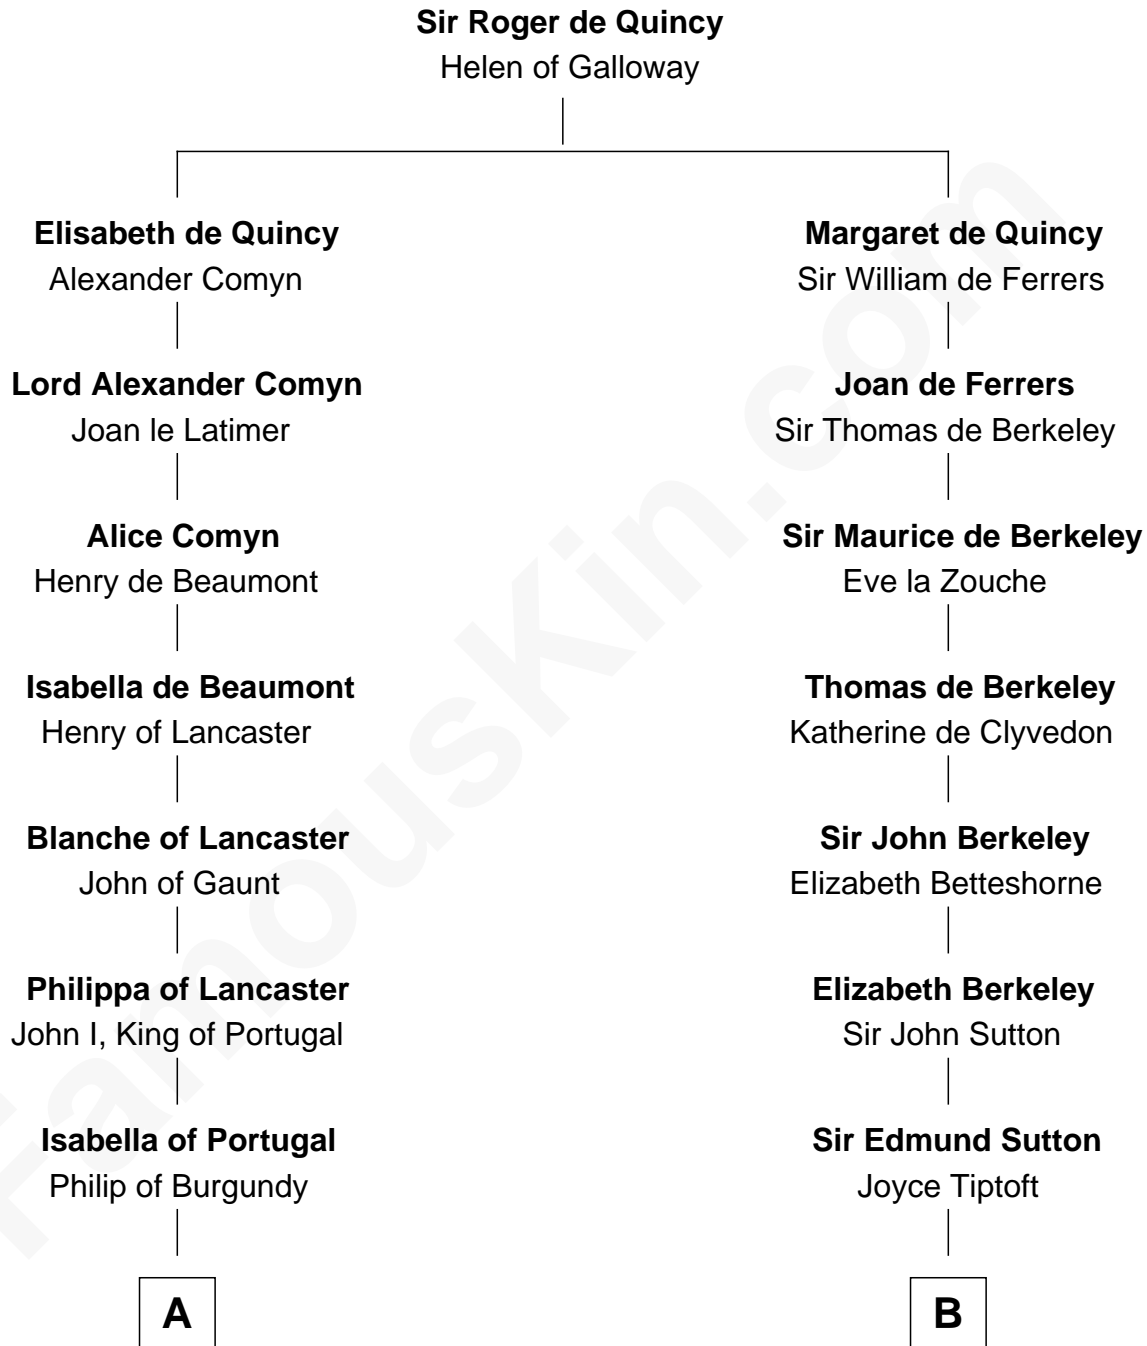 Sir Roger de Quincy
Helen of Galloway
Elisabeth de Quincy
Alexander Comyn
Margaret de Quincy
Sir William de Ferrers
Lord Alexander Comyn
Joan le Latimer
Joan de Ferrers
Sir Thomas de Berkeley
Alice Comyn
Henry de Beaumont
Sir Maurice de Berkeley
Eve la Zouche
Isabella de Beaumont
Henry of Lancaster
Thomas de Berkeley
Katherine de Clyvedon
Blanche of Lancaster
John of Gaunt
Sir John Berkeley
Elizabeth Betteshorne
Philippa of Lancaster
John I, King of Portugal
Elizabeth Berkeley
Sir John Sutton
Isabella of Portugal
Philip of Burgundy
Sir Edmund Sutton
Joyce Tiptoft
A
B
FamousKin.com